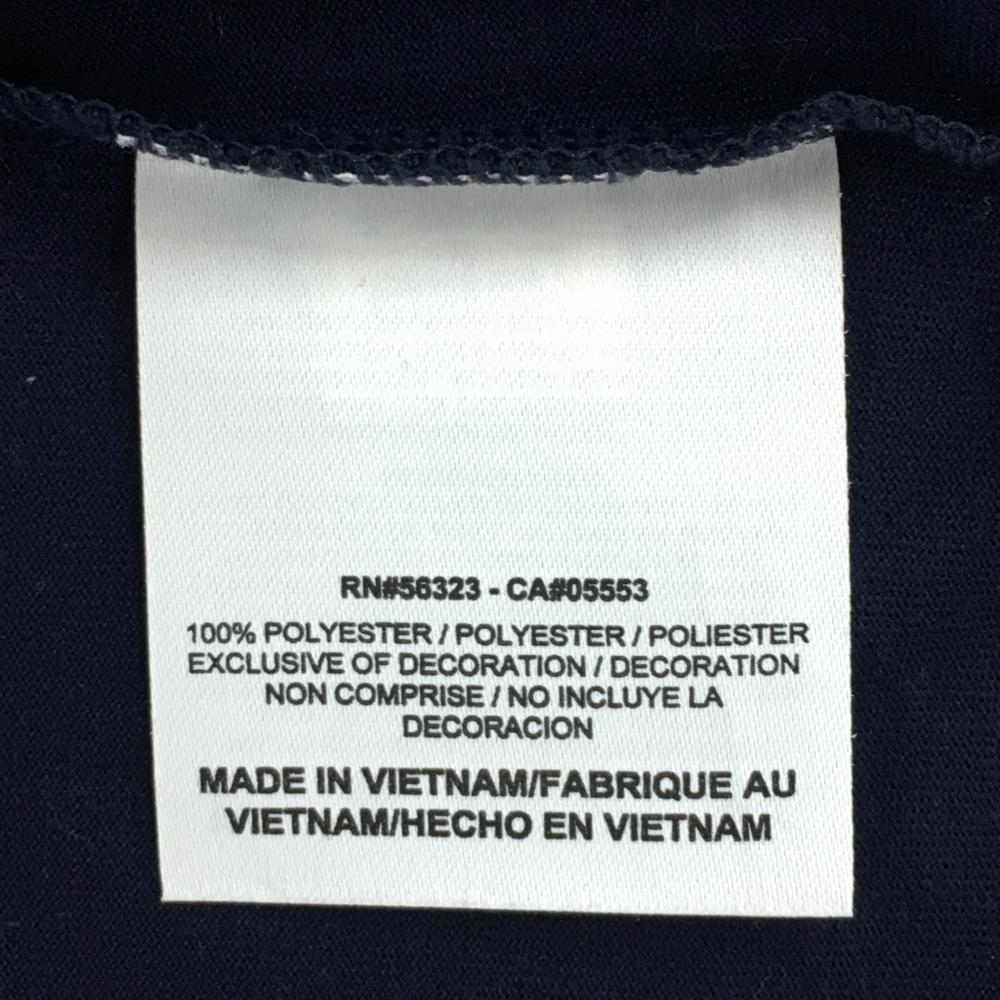 RN#56323 - CA#05553
100% POLYESTER / POLYESTER / POLIESTER
EXCLUSIVE OF DECORATION / DECORATION
NON COMPRISE / NO INCLUYE LA
DECORACION
MADE IN VIETNAM/FABRIQUE AU
VIETNAM/HECHO EN VIETNAM